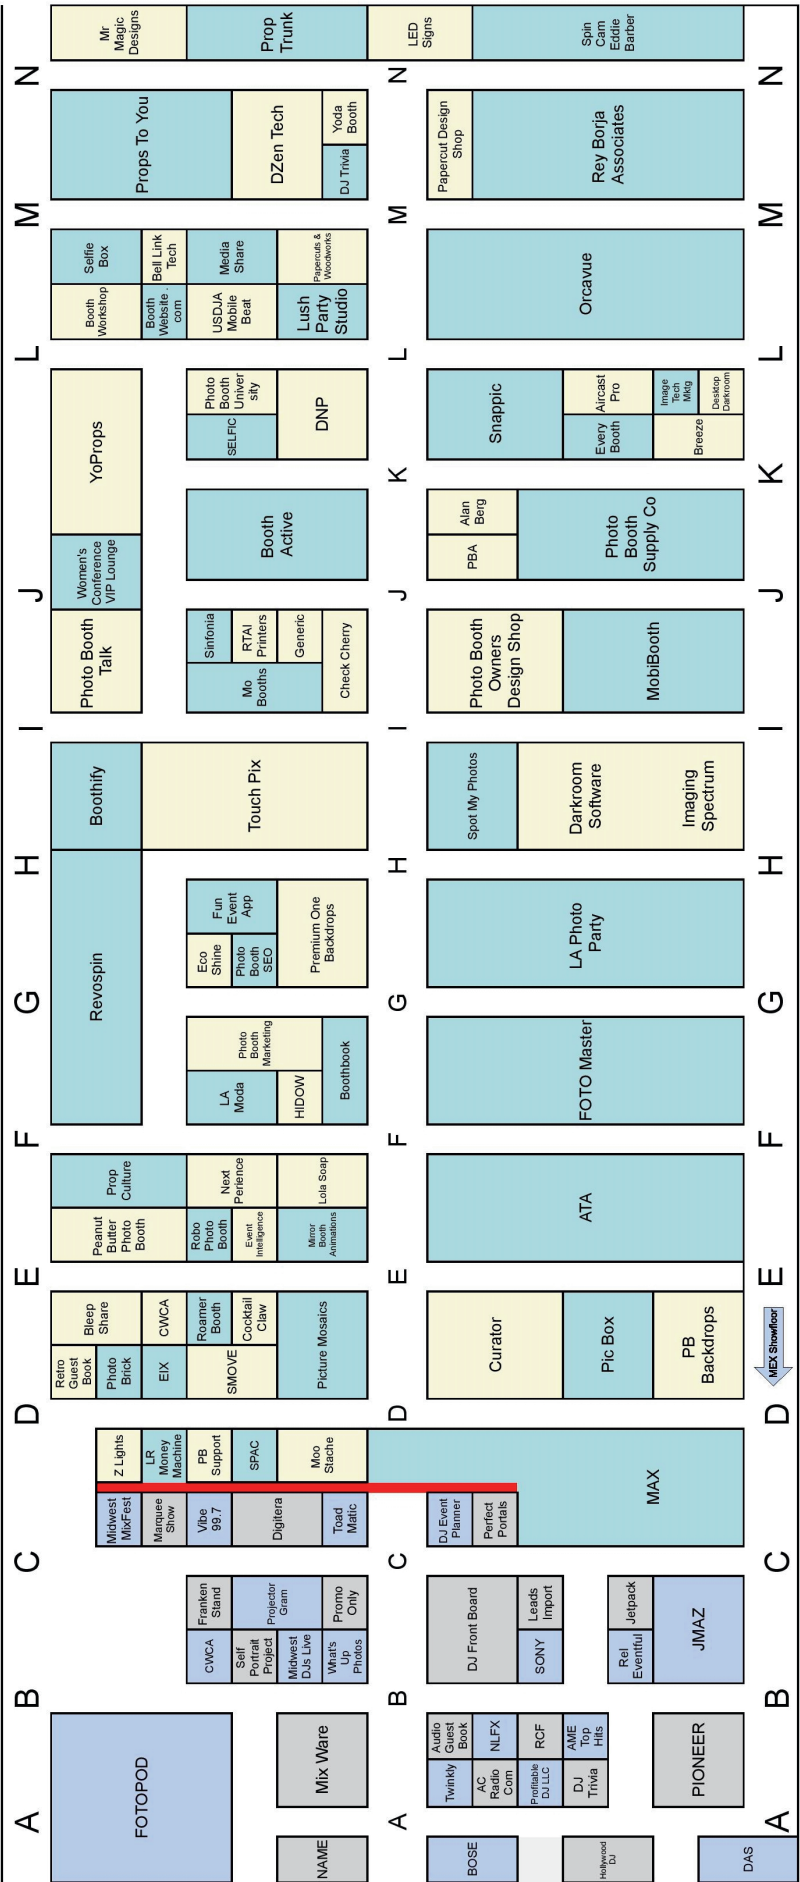 Mr
Magic
Designs
Prop
Trunk
LED
Signs
Spin
Cam
Eddie
Barber
N
N
N
Props To You
DZen Tech
Yoda
Booth
DJ Trivia
Papercut Design
Shop
Rey Borja
Associates
M
M
M
Selfie
Box
Bell Link
Tech
Media
Share
Papercuts &
Woodworks
Booth
Workshop
Booth
Website .
com
USDJA
Mobile
Beat
Lush
Party
Studio
Orcavue
L
L
L
YoProps
Photo
Booth
Univer
sity
SELFIC
DNP
Snappic
Aircast
Pro
Image
Tech
Mktg
Desktop
Darkroom
Every
Booth
Breeze
K
K
Women's
Conference
VIP Lounge
Booth
Active
Alan
Berg
PBA
Photo
Booth
Supply Co
J
J
J
Photo Booth
Talk
Sinfonia
RTAI
Printers
Generic
Mo
Booths
Check Cherry
Photo Booth
Owners
Design Shop
MobiBooth
I
I
I
Boothify
Touch Pix
Spot My Photos
Darkroom
Software
Imaging
Spectrum
H
H
H
Revospin
Fun
Event
App
Eco
Shine
Photo
Booth
SEO
Premium One
Backdrops
LA Photo
Party
G
G
G
Photo
Booth
Marketing
LA
Moda
HIDOW
Boothbook
FOTO Master
F
F
F
Prop
Culture
Next
Perience
Lola Soap
Peanut
Butter
Photo
Booth
Robo
Photo
Booth
Event
Intelligence
Mirror
Booth
Animations
ATA
E
E
E
Bleep
Share
CWCA
Roamer
Booth
Cocktail
Claw
Retro
Guest
Book
Photo
Brick
EIX
SMOVE
Picture Mosaics
Curator
Pic Box
PB
Backdrops
MEX Showfloor
D
D
D
Z Lights
LR
Money
Machine
PB
Support
SPAC
Moo
Stache
Midwest
MixFest
Marquee
Show
Vibe
99.7
Digitera
Toad
Matic
DJ Event
Planner
Perfect
Portals
MAX
C
C
C
Franken
Stand
Projector
Gram
Promo
Only
CWCA
Self
Portrait
Project
Midwest
DJs Live
What's
Up
Photos
DJ Front Board
Leads
Import
SONY
Jetpack
Rel
Eventful
JMAZ
B
B
B
FOTOPOD
Mix Ware
Audio
Guest
Book
NLFX
RCF
AME
Top
Hits
Twinkly
AC
Radio
Com
Profitable
DJ LLC
DJ
Trivia
PIONEER
A
A
A
NAME
BOSE
Hollywood
DJ
DAS